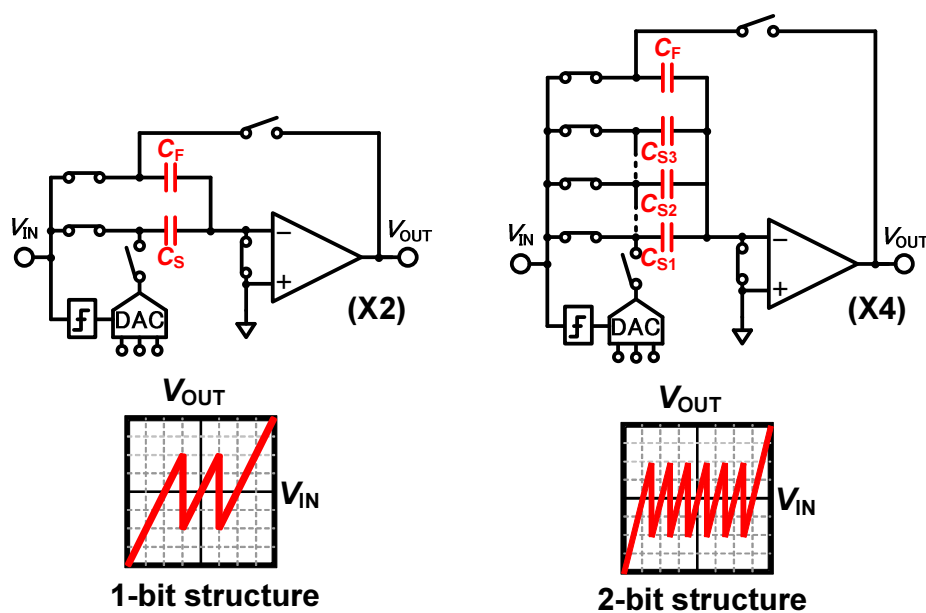 CF
CS
VIN
VOUT
DAC
(X2)
VOUT
VIN
1-bit structure
CF
CS3
CS2
CS1
VIN
VOUT
DAC
(X4)
VOUT
VIN
2-bit structure